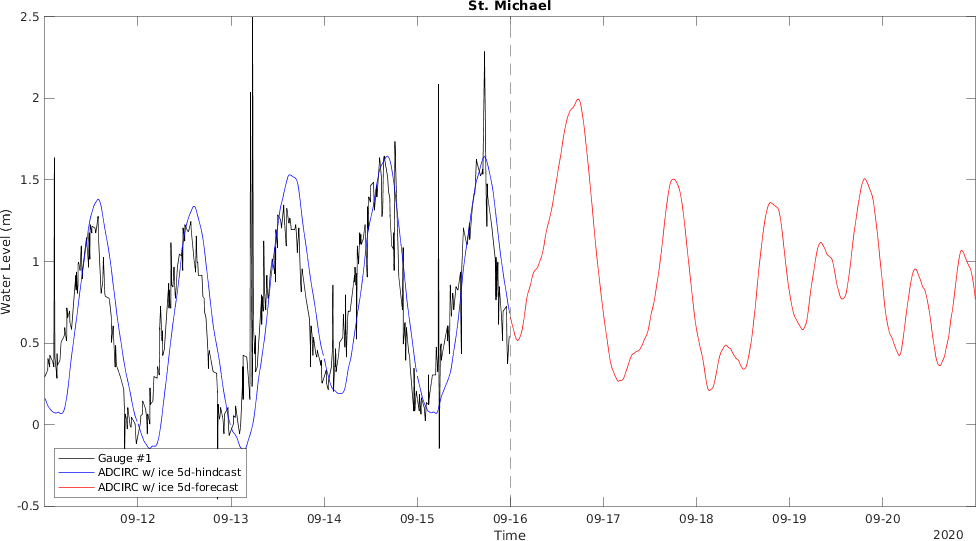 St. Michael
2.5
2
1.5
1
0.5
0
-0.5
Water Level (m)
Gauge #1
ADCIRC w/ ice 5d-hindcast
ADCIRC w/ ice 5d-forecast
09-12 09-13 09-14 09-15 09-16 09-17 09-18 09-19 09-20
Time
2020